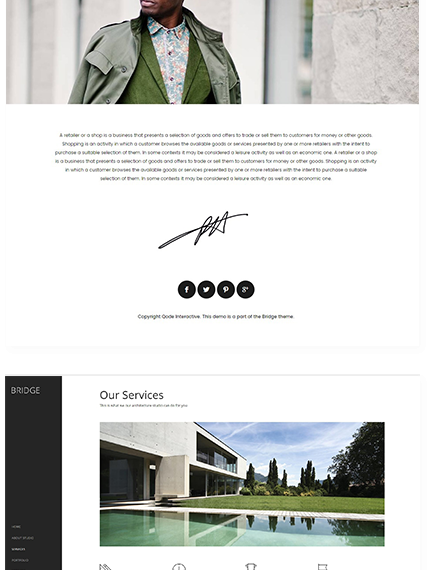 A retailer or a shop is a business that presents a selection of goods and offers to trade or sell them to customers for money or other goods.
Shopping is an activity in which a customer browses the available goods or services presented by one or more retailers with the intent to
purchase a suitable selection of them. In some contexts it may be considered a leisure activity as well as an economic one. A retailer or a shop
is a business that presents a selection of goods and offers to trade or sell them to customers for money or other goods. Shopping is an activity
in which a customer browses the available goods or services presented by one or more retailers with the intent to purchase a suitable
selection of them. In some contexts it may be considered a leisure activity as well as an economic one.
Copyright Qode Interactive. This demo is a part of the Bridge theme.
BRIDGE
Our Services
This is what we our architecture studio can do for you
HOME
ABOUT STUDIO
SERVICES
PORTFOLIO